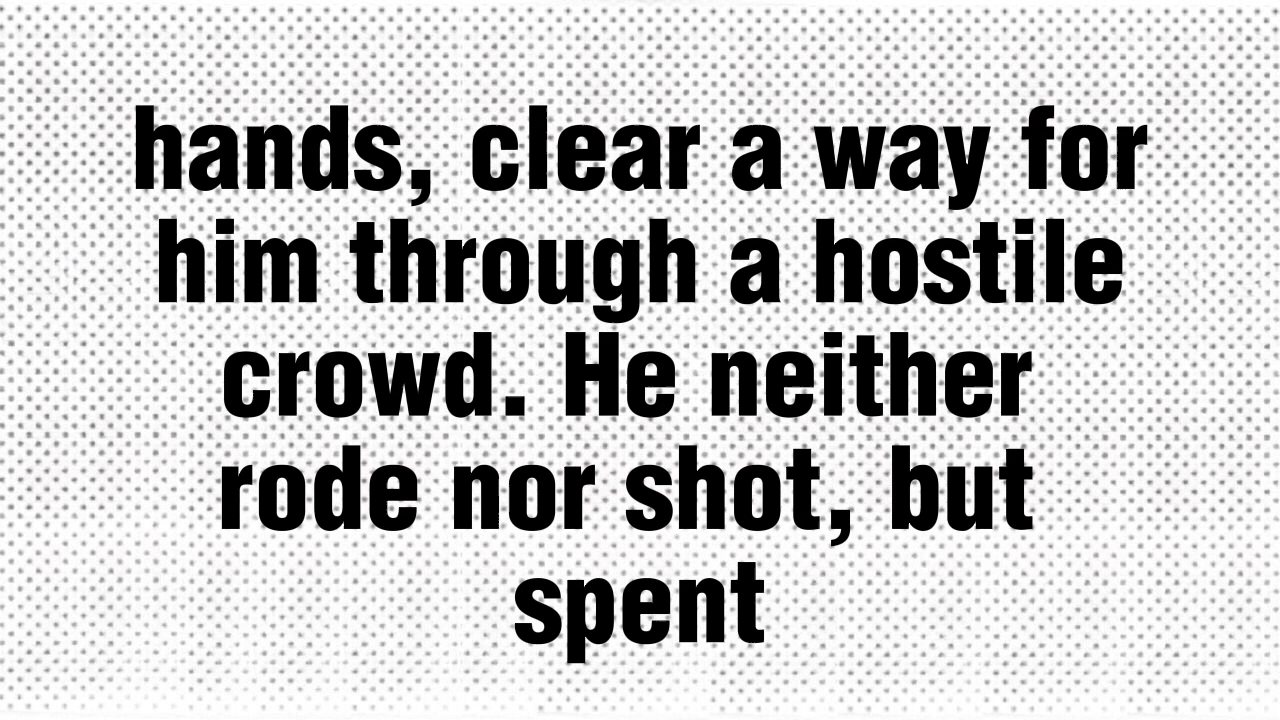 hands, clear a way for
him through a hostile
crowd. He neither
rode nor shot, but
spent